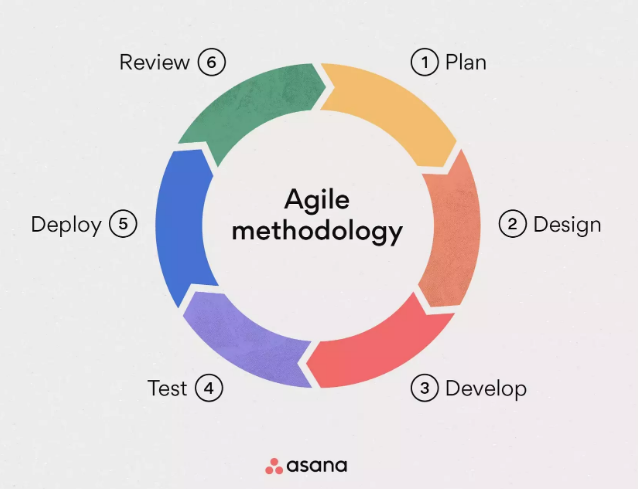 Agile
methodology
1 Plan
2 Design
3 Develop
Test 4
Deploy 5
Review 6
asana